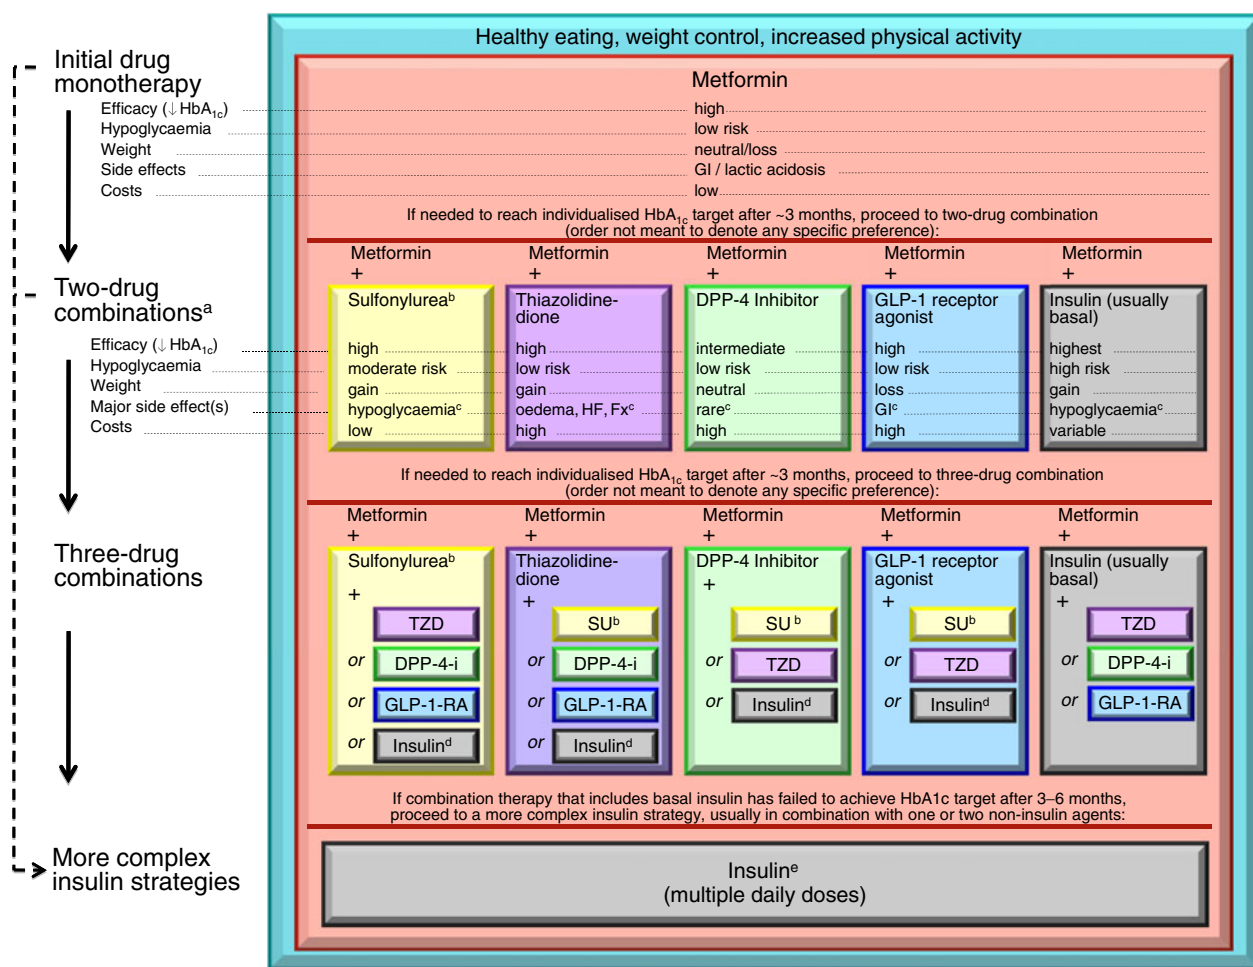 Healthy eating, weight control, increased physical activity
Initial drug
monotherapy
Metformin
Efficacy (↓HbA1c) high
Hypoglycaemia low risk
Weight neutral/loss
Side effects GI / lactic acidosis
Costs low
If needed to reach individualised HbA1c target after ~3 months, proceed to two-drug combination
(order not meant to denote any specific preference):
Metformin Metformin Metformin Metformin Metformin
+ + + + +
Two-drug
combinationsa
Sulfonylureab Thiazolidine- DPP-4 Inhibitor GLP-1 receptor Insulin (usually
dione agonist basal)
Efficacy (↓HbA1c) high high intermediate high highest
Hypoglycaemia moderate risk low risk low risk low risk high risk
Weight gain gain neutral loss gain
Major side effect(s) hypoglycaemiac oedema, HF, Fxc rarec GIc hypoglycaemiac
Costs low high high high variable
If needed to reach individualised HbA1c target after ~3 months, proceed to three-drug combination
(order not meant to denote any specific preference):
Metformin Metformin Metformin Metformin Metformin
+ + + + +
Three-drug
combinations
Sulfonylureab Thiazolidine- DPP-4 Inhibitor GLP-1 receptor Insulin (usually
dione agonist basal)
+ + + + +
TZD SUb SUb SUb TZD
or DPP-4-i or DPP-4-i or TZD or TZD or DPP-4-i
or GLP-1-RA or GLP-1-RA or Insulind or Insulind or GLP-1-RA
or Insulind or Insulind
If combination therapy that includes basal insulin has failed to achieve HbA1c target after 3–6 months,
proceed to a more complex insulin strategy, usually in combination with one or two non-insulin agents:
More complex
insulin strategies
Insuline
(multiple daily doses)